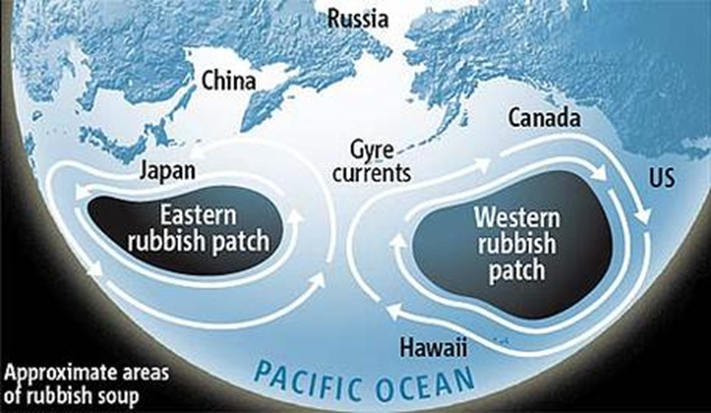 Russia
China
Canada
Gyre
currents
Japan
US
Eastern
rubbish patch
Western
rubbish
patch
Hawaii
Approximate areas
of rubbish soup
PACIFIC OCEAN